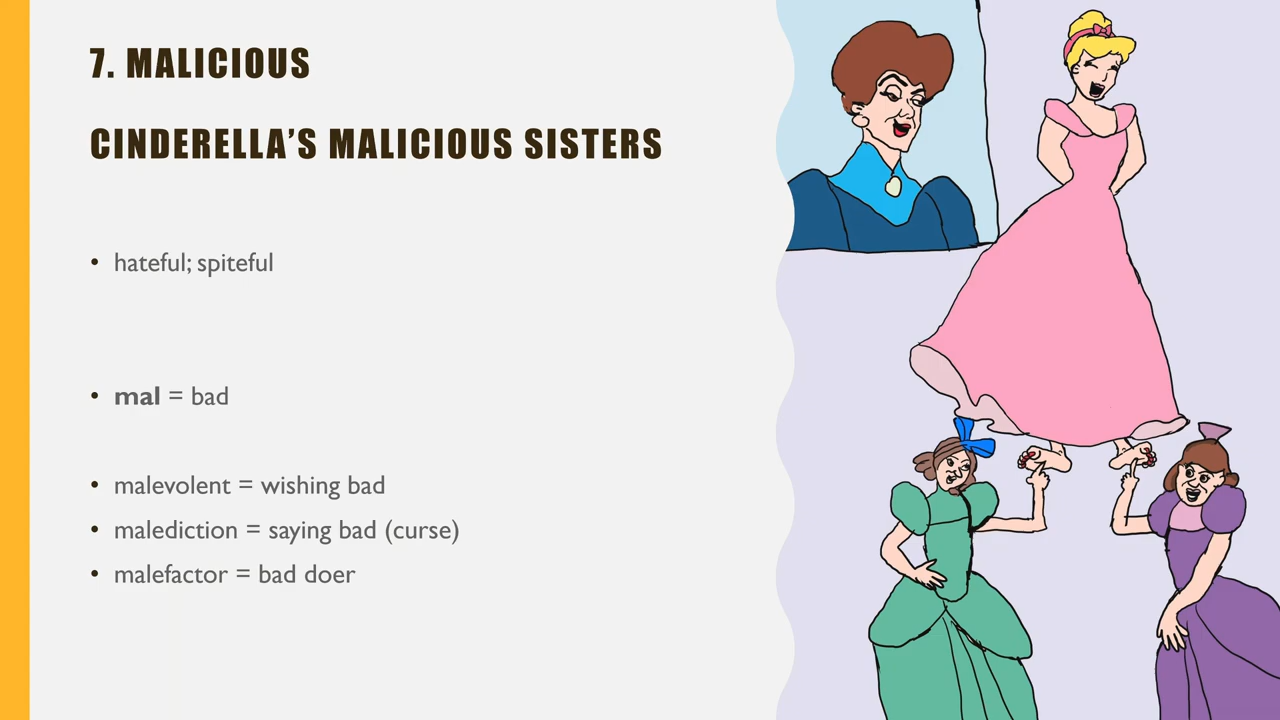 7. MALICIOUS
CINDERELLA’S MALICIOUS SISTERS
• hateful; spiteful
• mal = bad
• malevolent = wishing bad
• malediction = saying bad (curse)
• malefactor = bad doer